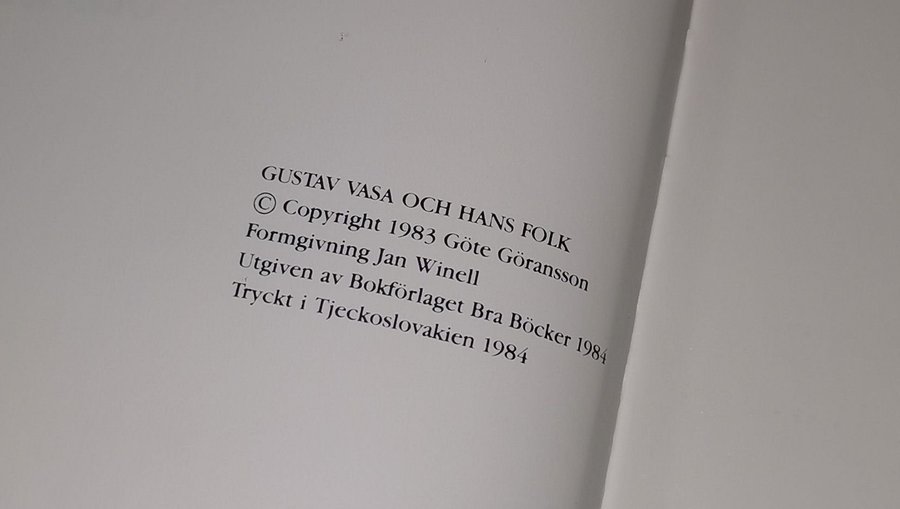 GUSTAV VASA OCH HANS FOLK
© Copyright 1983 Göte Göransson
Formgivning Jan Winell
Utgiven av Bokförlaget Bra Böcker 1984
Tryckt i Tjeckoslovakien 1984